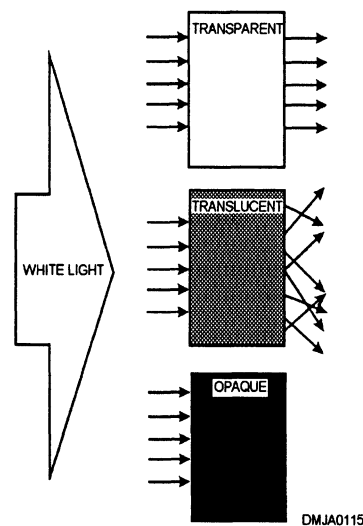 TRANSPARENT
TRANSLUCENT
WHITE LIGHT
OPAQUE
DMJA0115